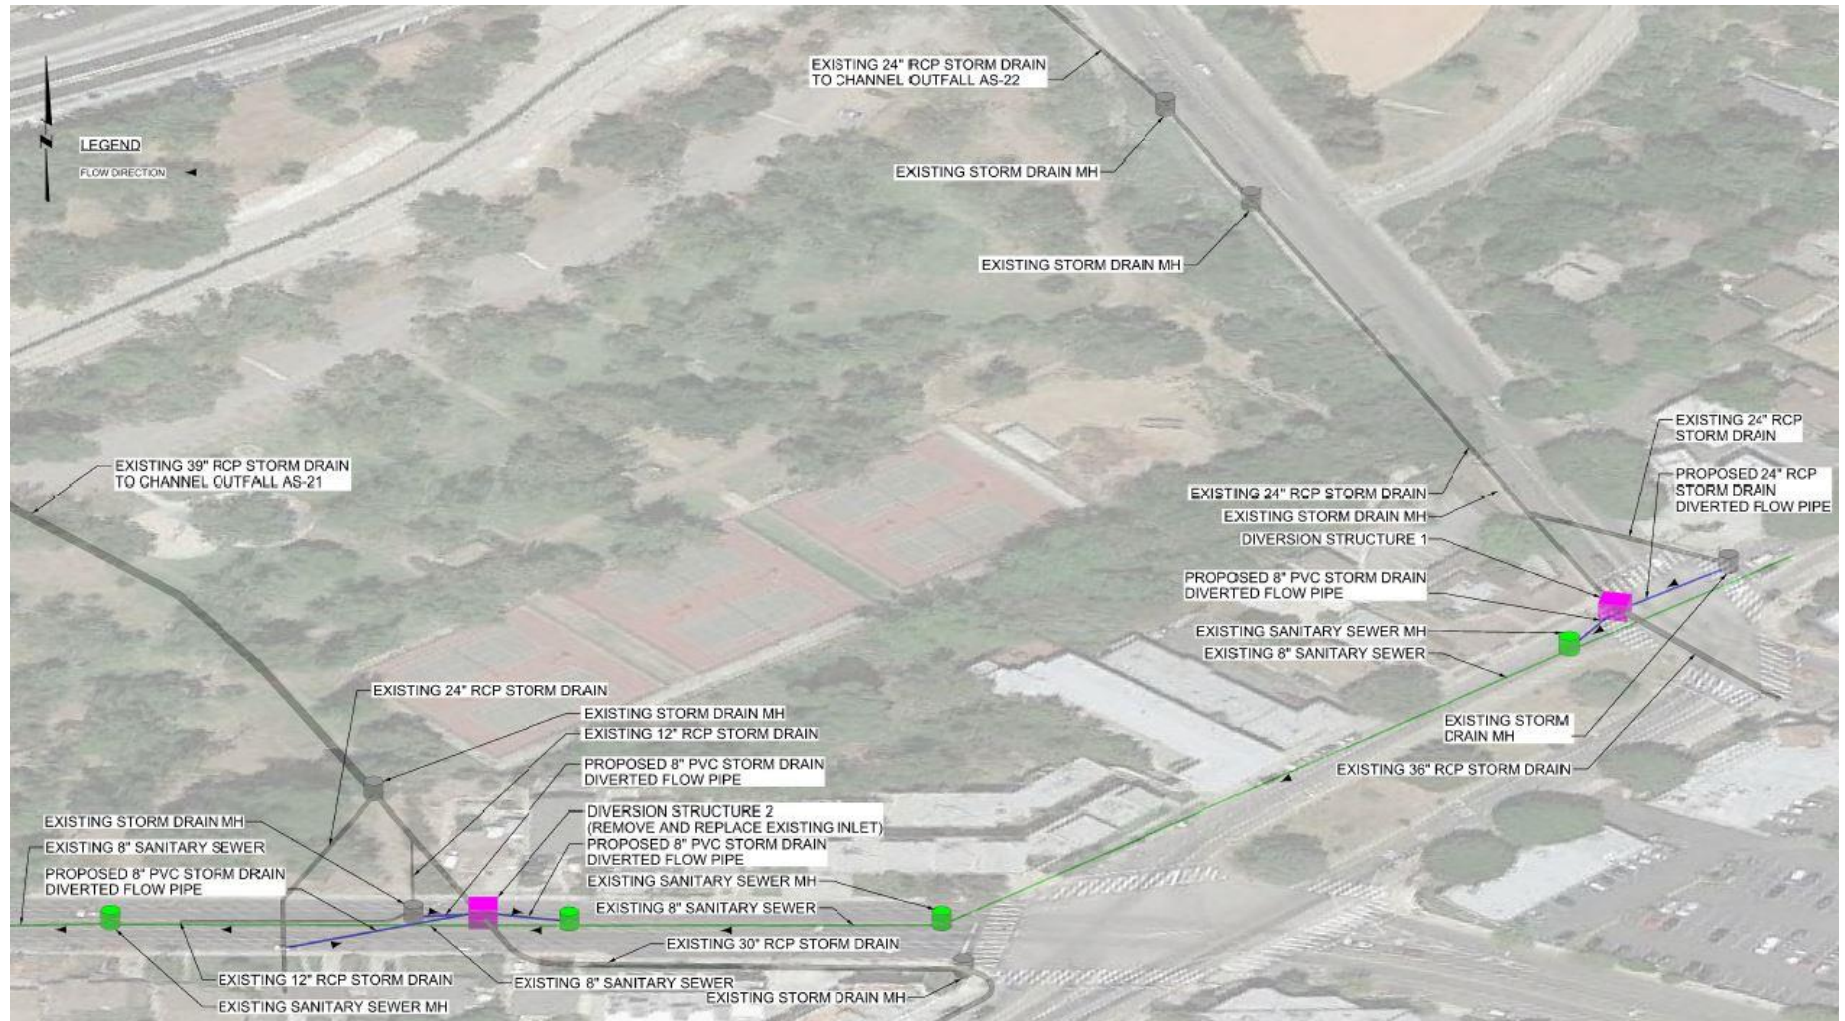 EXISTING 24" RCP STORM DRAIN
TO CHANNEL OUTFALL AS-22
N
LEGEND
FLOW DIRECTION
EXISTING STORM DRAIN MH
EXISTING STORM DRAIN MH
EXISTING 24" RCP
STORM DRAIN
EXISTING 39" RCP STORM DRAIN
TO CHANNEL OUTFALL AS-21
PROPOSED 24" RCP
STORM DRAIN
DIVERTED FLOW PIPE
EXISTING 24" RCP STORM DRAIN
EXISTING STORM DRAIN MH
DIVERSION STRUCTURE 1
PROPOSED 8" PVC STORM DRAIN
DIVERTED FLOW PIPE
EXISTING SANITARY SEWER MH
EXISTING 8" SANITARY SEWER
EXISTING STORM
DRAIN MH
EXISTING 36" RCP STORM DRAIN
EXISTING 24" RCP STORM DRAIN
EXISTING STORM DRAIN MH
EXISTING 12" RCP STORM DRAIN
PROPOSED 8" PVC STORM DRAIN
DIVERTED FLOW PIPE
DIVERSION STRUCTURE 2
(REMOVE AND REPLACE EXISTING INLET)
PROPOSED 8" PVC STORM DRAIN
DIVERTED FLOW PIPE
EXISTING SANITARY SEWER MH
EXISTING 8" SANITARY SEWER
EXISTING STORM DRAIN MH
EXISTING 8" SANITARY SEWER
PROPOSED 8" PVC STORM DRAIN
DIVERTED FLOW PIPE
EXISTING 30" RCP STORM DRAIN
EXISTING 12" RCP STORM DRAIN
EXISTING 8" SANITARY SEWER
EXISTING STORM DRAIN MH
EXISTING SANITARY SEWER MH